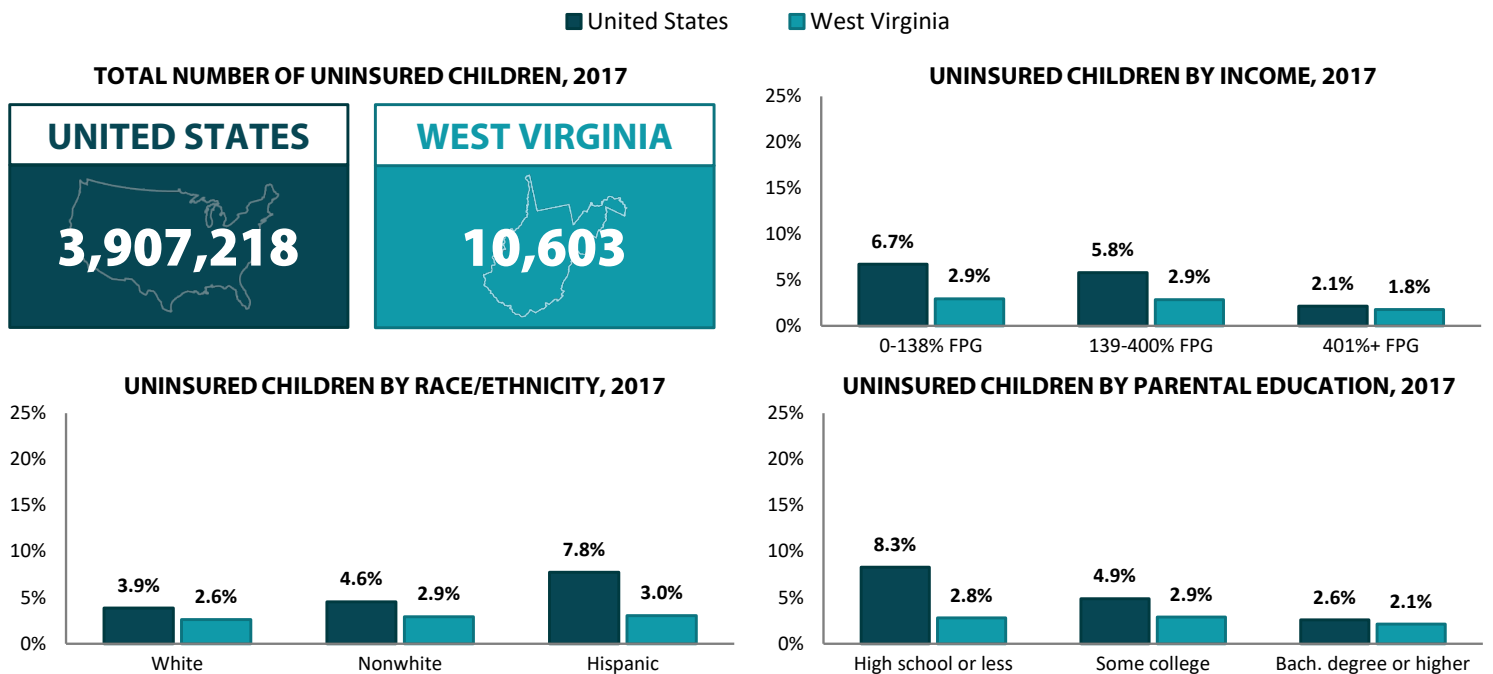 United States West Virginia
TOTAL NUMBER OF UNINSURED CHILDREN, 2017
UNITED STATES
3,907,218
WEST VIRGINIA
10,603
UNINSURED CHILDREN BY INCOME, 2017
25%
20%
15%
10%
5%
0%
6.7% 2.9% 5.8% 2.9% 2.1% 1.8%
0-138% FPG 139-400% FPG 401%+ FPG
UNINSURED CHILDREN BY RACE/ETHNICITY, 2017
25%
20%
15%
10%
5%
0%
3.9% 2.6% 4.6% 2.9% 7.8% 3.0%
White Nonwhite Hispanic
UNINSURED CHILDREN BY PARENTAL EDUCATION, 2017
25%
20%
15%
10%
5%
0%
8.3% 2.8% 4.9% 2.9% 2.6% 2.1%
High school or less Some college Bach. degree or higher